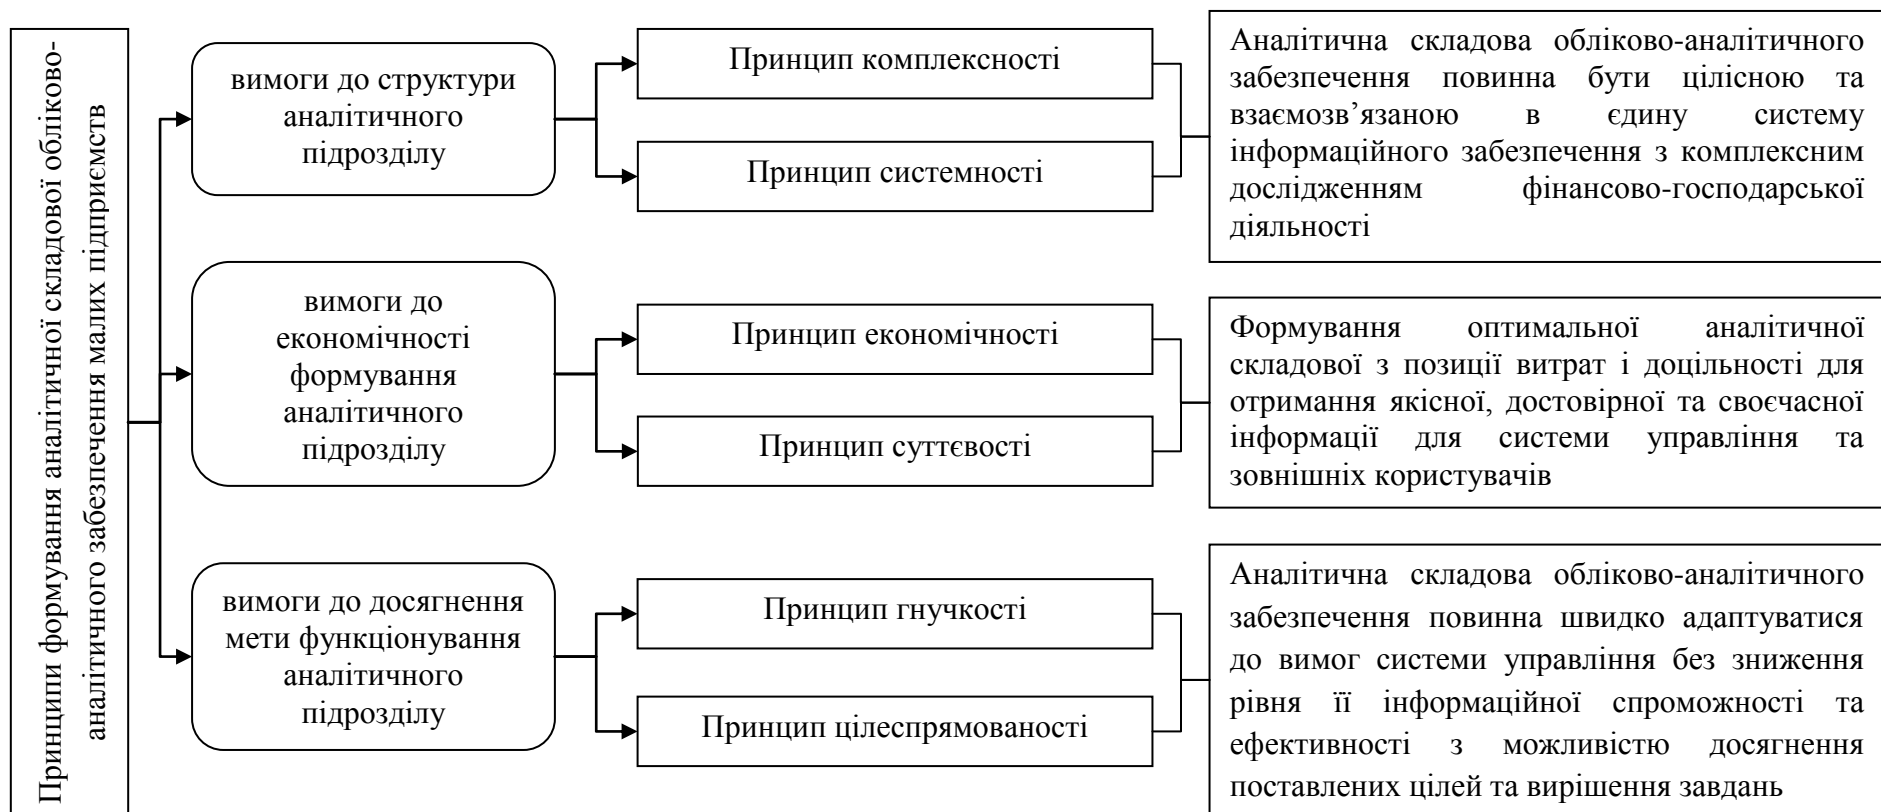 Принципи формування аналітичної складової обліково-
аналітичного забезпечення малих підприємств
вимоги до структури
аналітичного
підрозділу
Принцип комплексності
Принцип системності
Аналітична складова обліково-аналітичного
забезпечення повинна бути цілісною та
взаємозв’язаною в єдину систему
інформаційного забезпечення з комплексним
дослідженням фінансово-господарської
діяльності
вимоги до
економічності
формування
аналітичного
підрозділу
Принцип економічності
Принцип суттєвості
Формування оптимальної аналітичної
складової з позиції витрат і доцільності для
отримання якісної, достовірної та своєчасної
інформації для системи управління та
зовнішніх користувачів
вимоги до досягнення
мети функціонування
аналітичного
підрозділу
Принцип гнучкості
Принцип цілеспрямованості
Аналітична складова обліково-аналітичного
забезпечення повинна швидко адаптуватися
до вимог системи управління без зниження
рівня її інформаційної спроможності та
ефективності з можливістю досягнення
поставлених цілей та вирішення завдань